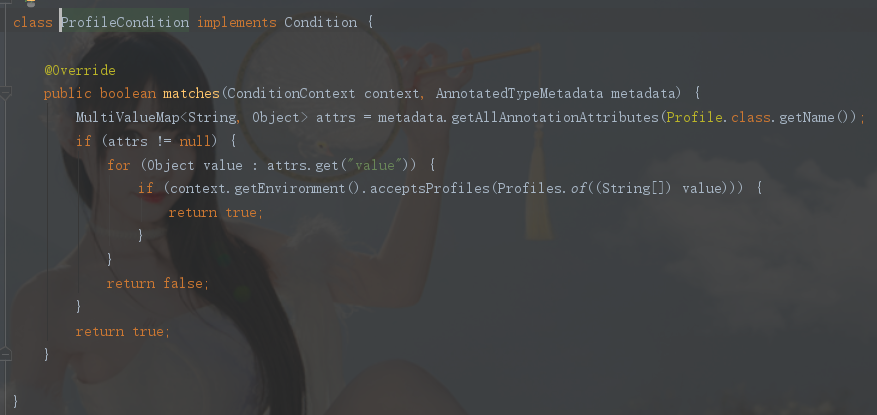 class ProfileCondition implements Condition {
@Override
public boolean matches(ConditionContext context, AnnotatedTypeMetadata metadata) {
MultiValueMap<String, Object> attrs = metadata.getAllAnnotationAttributes(Profile.class.getName());
if (attrs != null) {
for (Object value : attrs.get("value")) {
if (context.getEnvironment().acceptsProfiles(Profiles.of((String[]) value))) {
return true;
}
}
return false;
}
return true;
}
}